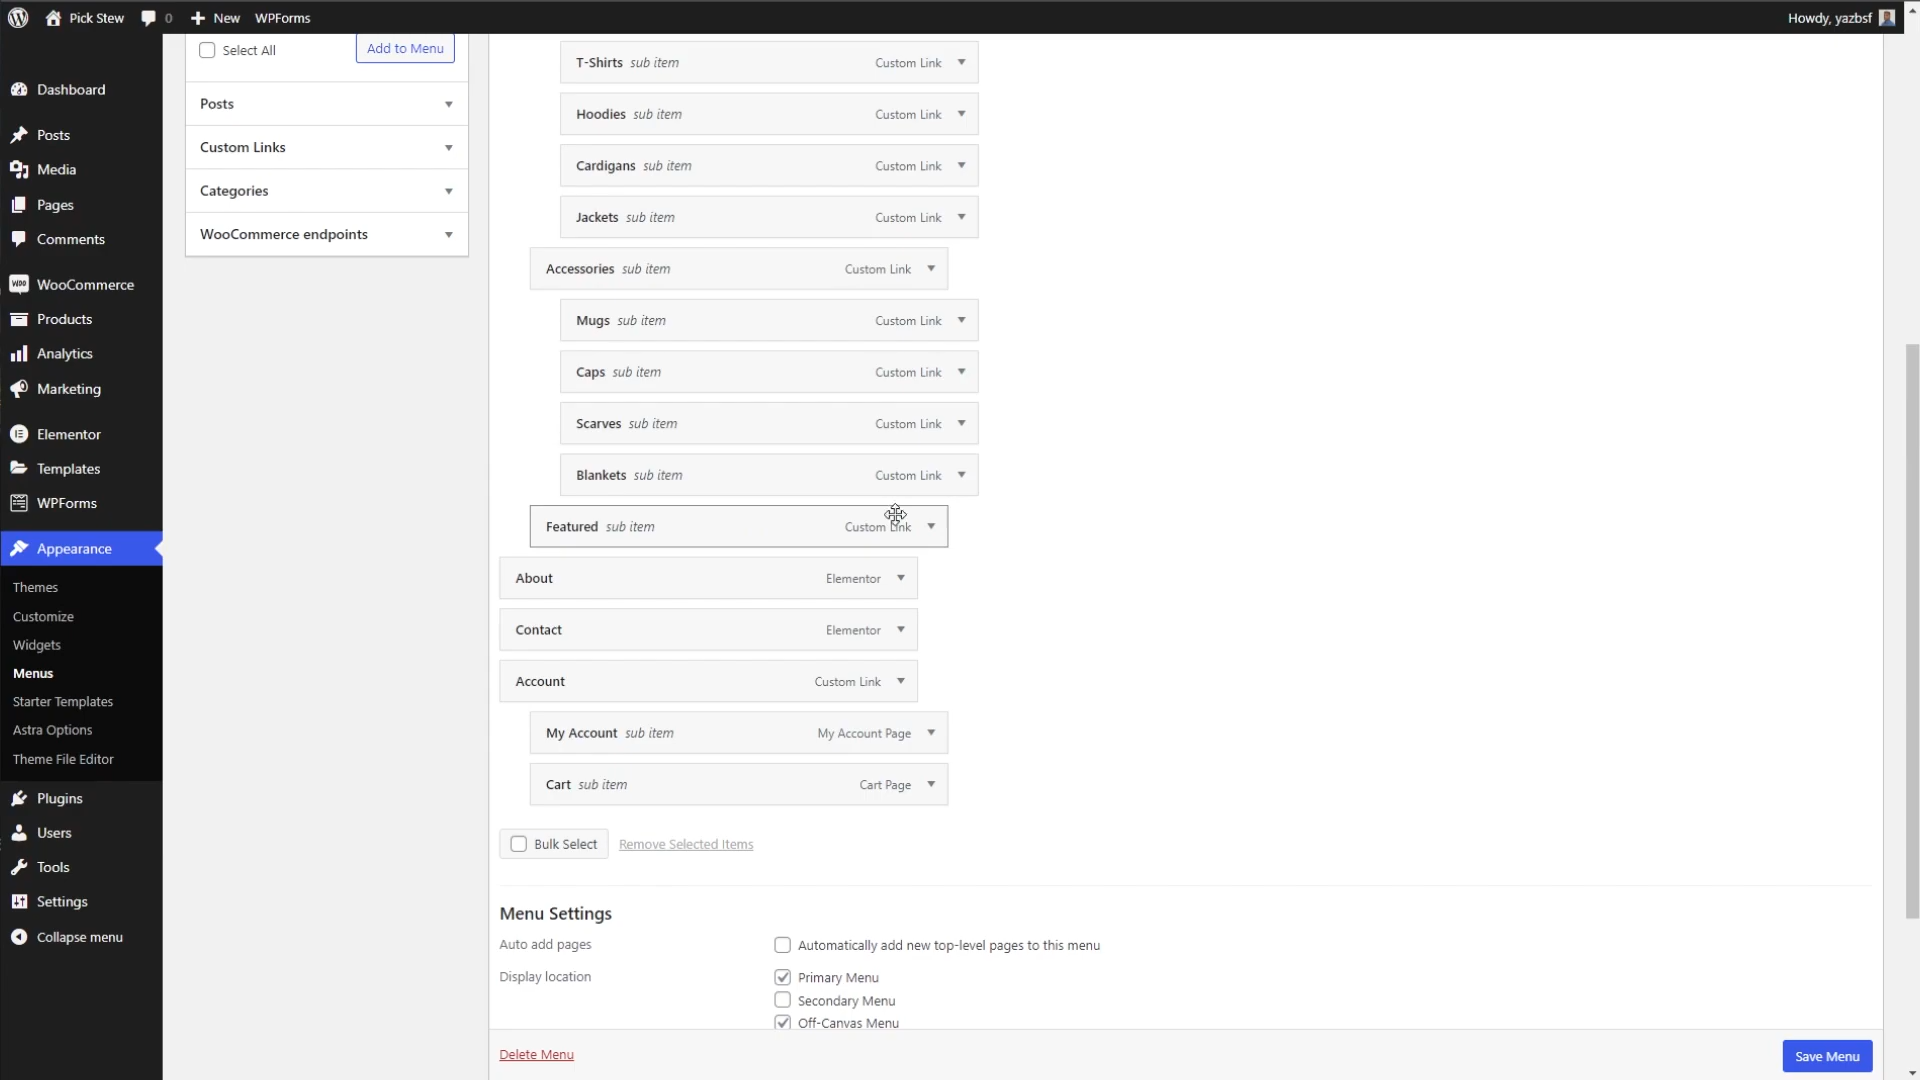 Pick Stew 0 New WPForms Howdy, yazbsf
Dashboard
Posts
Media
Pages
Comments
WooCommerce
Products
Analytics
Marketing
Elementor
Templates
WPForms
Appearance
Themes
Customize
Widgets
Menus
Starter Templates
Astra Options
Theme File Editor
Plugins
Users
Tools
Settings
Collapse menu
Select All Add to Menu
Posts
Custom Links
Categories
WooCommerce endpoints
T-Shirts sub item Custom Link
Hoodies sub item Custom Link
Cardigans sub item Custom Link
Jackets sub item Custom Link
Accessories sub item Custom Link
Mugs sub item Custom Link
Caps sub item Custom Link
Scarves sub item Custom Link
Blankets sub item Custom Link
Featured sub item Custom Link
About Elementor
Contact Elementor
Account Custom Link
My Account sub item My Account Page
Cart sub item Cart Page
Bulk Select Remove Selected Items
Menu Settings
Auto add pages Automatically add new top-level pages to this menu
Display location Primary Menu
Secondary Menu
Off-Canvas Menu
Delete Menu Save Menu